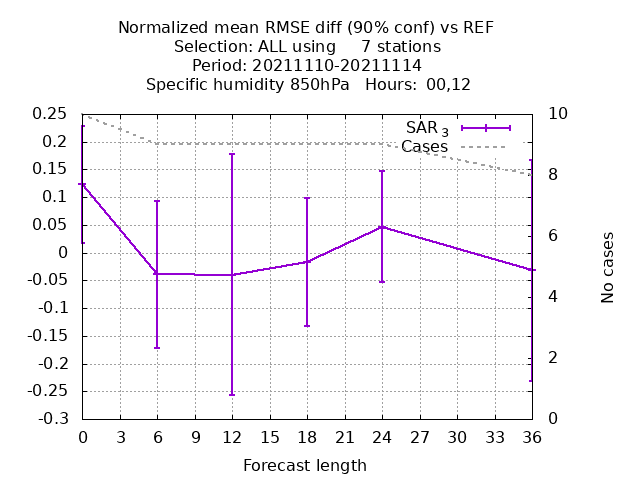 Normalized mean RMSE diff (90% conf) vs REF
Selection: ALL using 7 stations
Period: 20211110-20211114
Specific humidity 850hPa Hours: 00,12
0.25
0.2
0.15
0.1
0.05
0
-0.05
-0.1
-0.15
-0.2
-0.25
-0.3
SAR 3
Cases
10
8
6
4
2
0
No cases
0 3 6 9 12 15 18 21 24 27 30 33 36
Forecast length